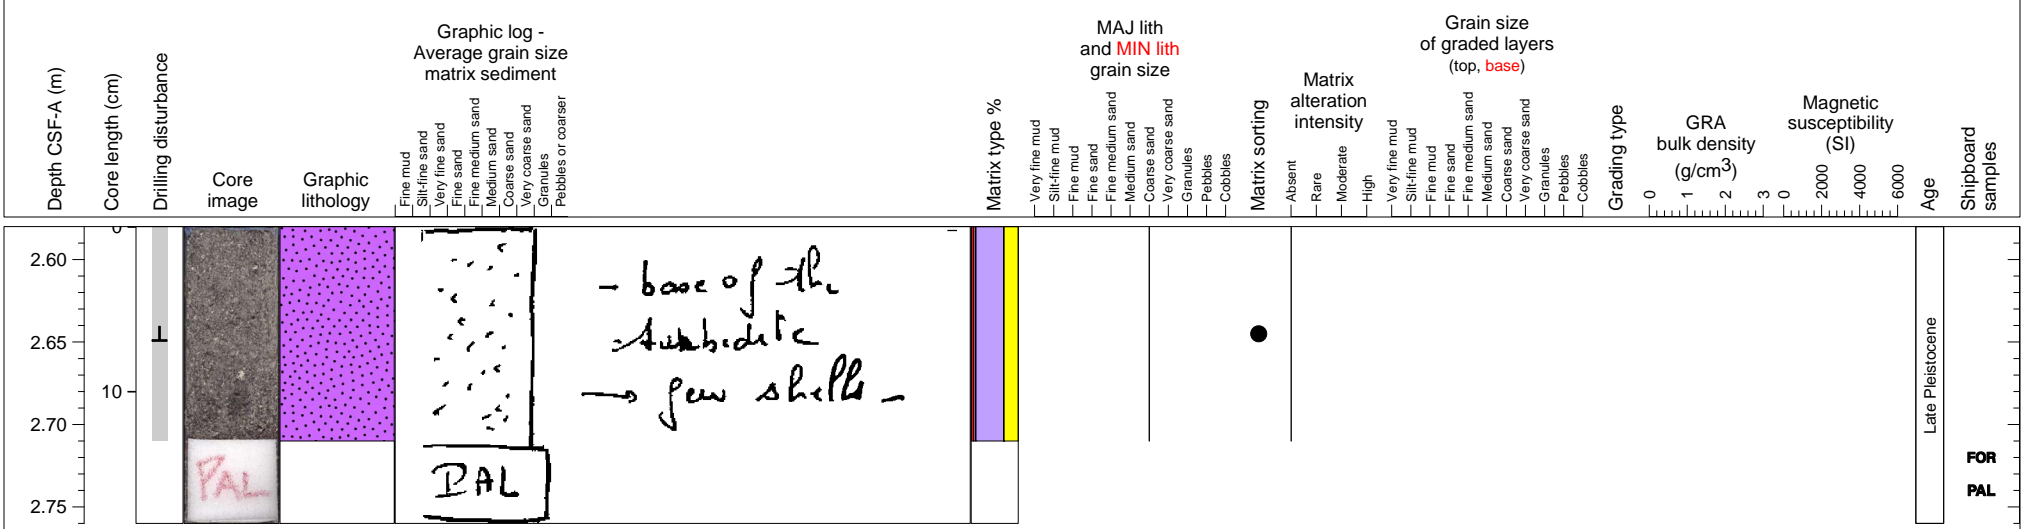 Depth CSF-A (m)
Core length (cm)
Drilling disturbance
Core
image
Graphic
lithology
Graphic log -
Average grain size
matrix sediment
Fine mud
Silt-fine sand
Very fine sand
Fine sand
Fine medium sand
Medium sand
Coarse sand
Very coarse sand
Granules
Pebbles or coarser
Matrix type %
MAJ lith
and MIN lith
grain size
Very fine mud
Silt-fine mud
Fine mud
Fine sand
Fine medium sand
Medium sand
Coarse sand
Very coarse sand
Granules
Pebbles
Cobbles
Matrix sorting
Matrix
alteration
intensity
Absent
Rare
Moderate
High
Grain size
of graded layers
(top, base)
Very fine mud
Silt-fine mud
Fine mud
Fine sand
Fine medium sand
Medium sand
Coarse sand
Very coarse sand
Granules
Pebbles
Cobbles
Grading type
GRA
bulk density
(g/cm3)
0 1 2 3
Magnetic
susceptibility
(SI)
0 2000 4000 6000
Age
Shipboard
samples
0
2.60
2.65
10
2.70
2.75
- base of the
turbidite
→ few shells -
PAL
PAL
Late Pleistocene
FOR
PAL